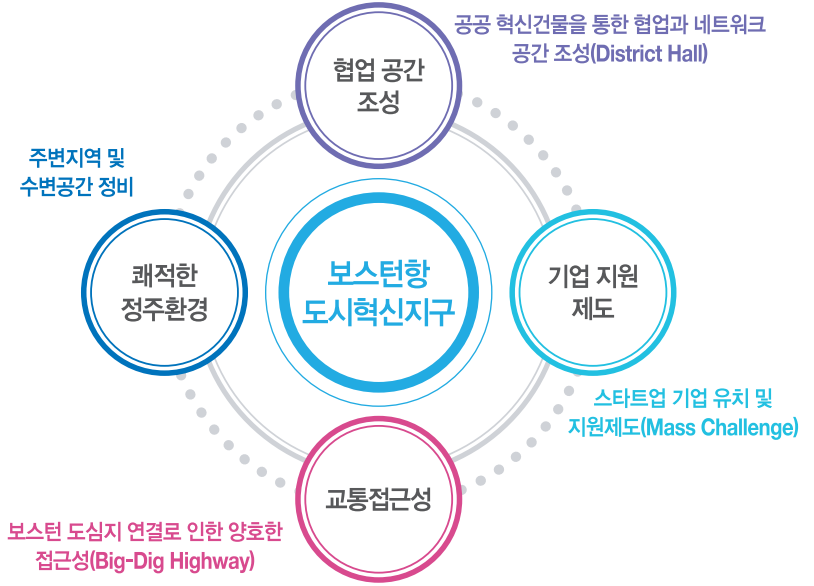 공공 혁신건물을 통한 협업과 네트워크
공간 조성(District Hall)
협업 공간
조성
주변지역 및
수변공간 정비
쾌적한
정주환경
보스턴항
도시혁신지구
기업 지원
제도
스타트업 기업 유치 및
지원제도(Mass Challenge)
교통접근성
보스턴 도심지 연결로 인한 양호한
접근성(Big-Dig Highway)